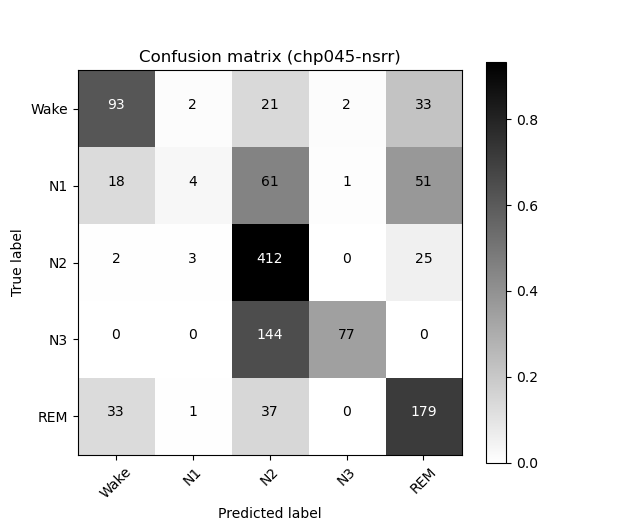 Confusion matrix (chp045-nsrr)
True label
Wake 93 2 21 2 33
N1 18 4 61 1 51
N2 2 3 412 0 25
N3 0 0 144 77 0
REM 33 1 37 0 179
Wake N1 N2 N3 REM
Predicted label
0.8
0.6
0.4
0.2
0.0